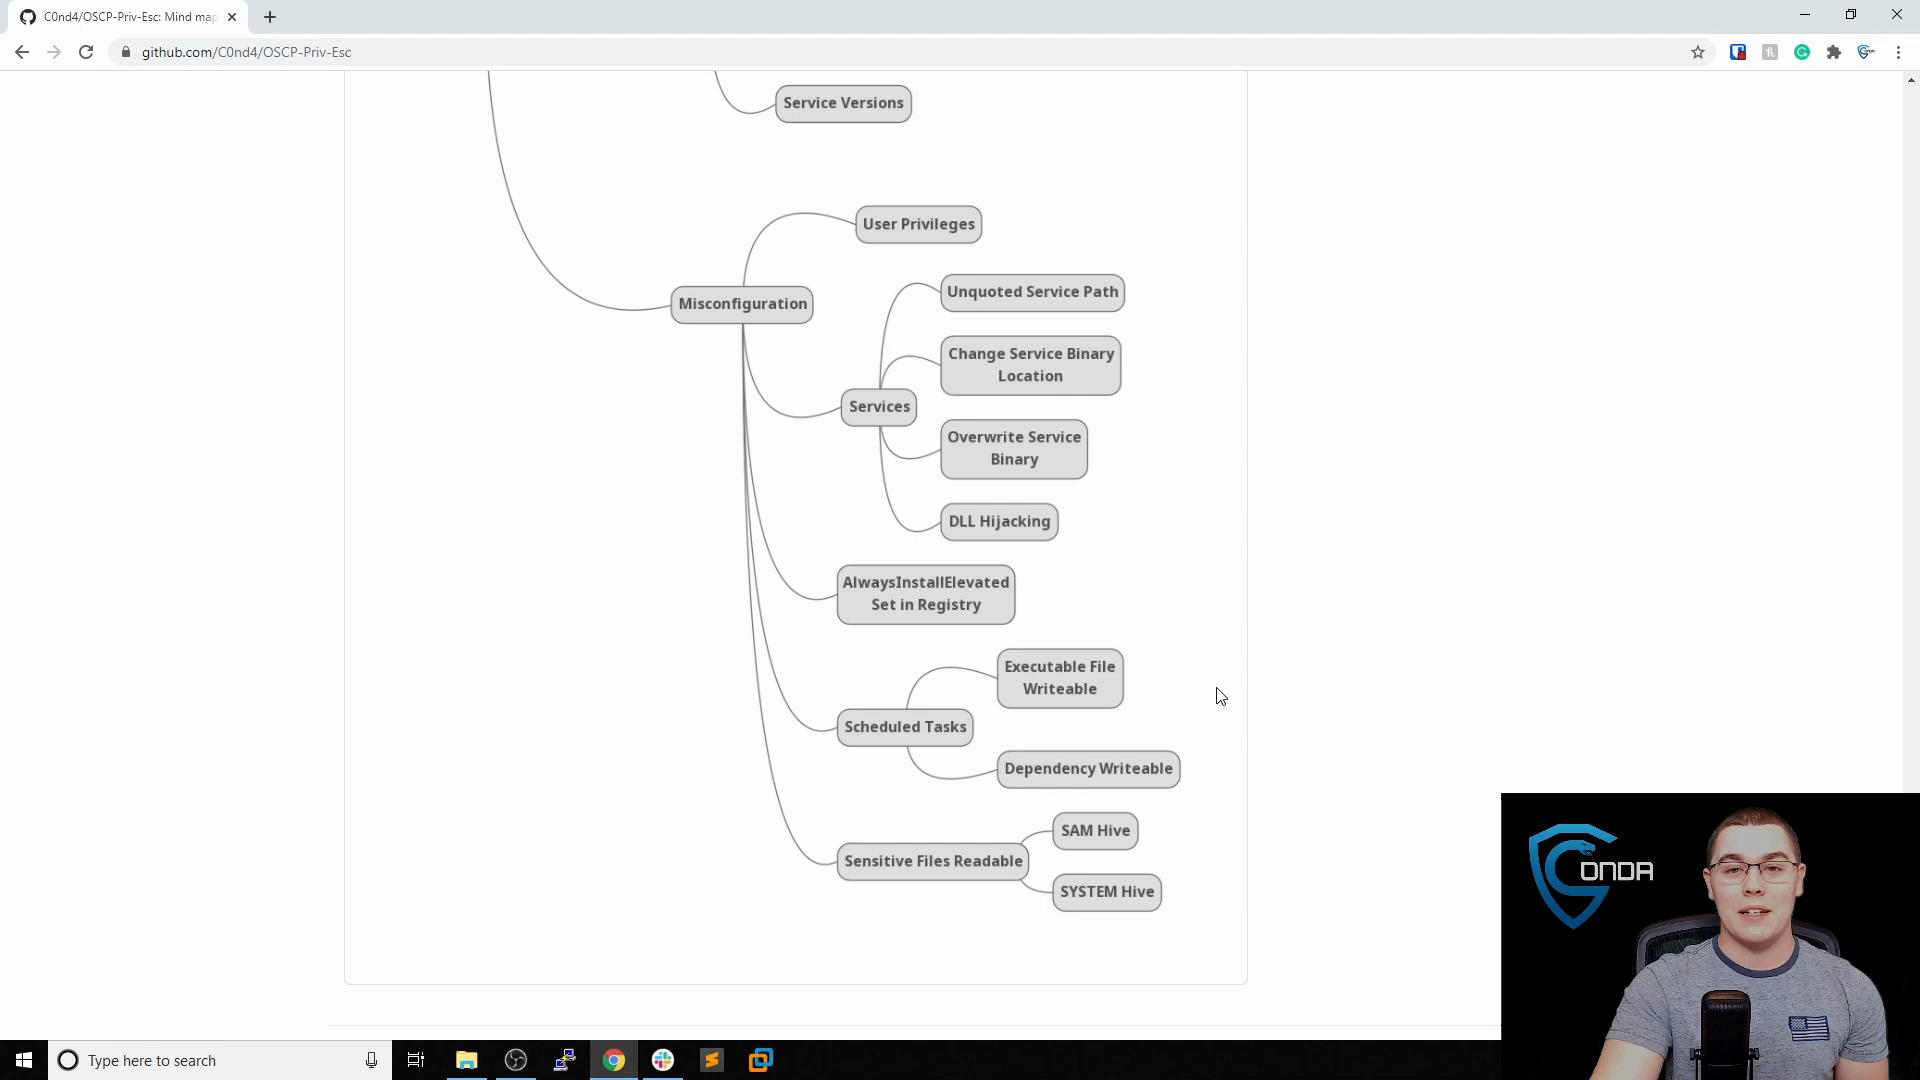 C0nd4/OSCP-Priv-Esc: Mind map
github.com/C0nd4/OSCP-Priv-Esc
Service Versions
User Privileges
Misconfiguration
Unquoted Service Path
Change Service Binary
Location
Services
Overwrite Service
Binary
DLL Hijacking
AlwaysInstallElevated
Set in Registry
Executable File
Writeable
Scheduled Tasks
Dependency Writeable
SAM Hive
Sensitive Files Readable
SYSTEM Hive
CONDA
Type here to search